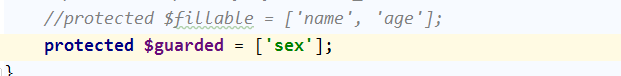 //protected $fillable = ['name', 'age'];
protected $guarded = ['sex'];
}